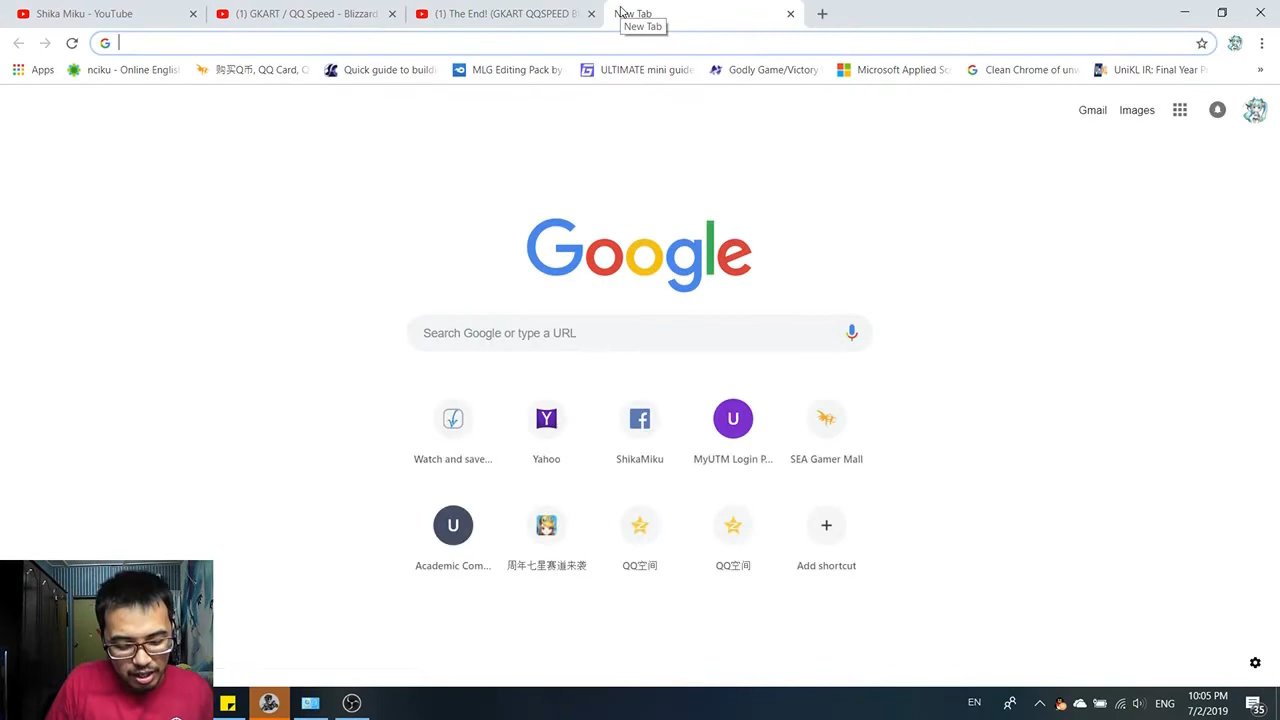 Shika Miku - YouTube
(1) GKART / QQ Speed - Blizzard
(1) The End! (GKART QQSPEED B
New Tab
New Tab
Apps
nciku - Online Englis
购买Q币, QQ Card, Q
Quick guide to buildi
MLG Editing Pack by
ULTIMATE mini guide
Godly Game/Victory
Microsoft Applied Sc
Clean Chrome of unw
UniKL IR: Final Year P
»
Gmail
Images
Google
Search Google or type a URL
Watch and save...
Yahoo
ShikaMiku
MyUTM Login P...
SEA Gamer Mall
Academic Com...
周年七星赛道来袭
QQ空间
QQ空间
Add shortcut
EN
ENG
10:05 PM
7/2/2019
35